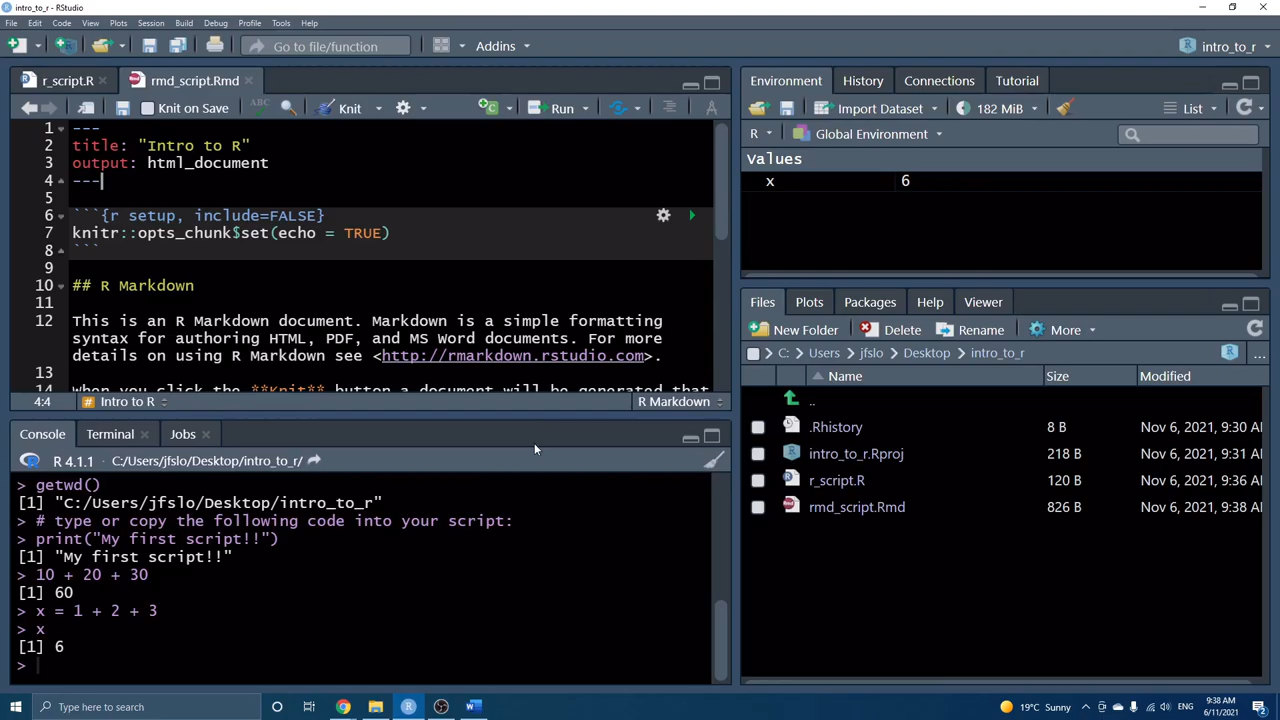 intro_to_r - RStudio
File Edit Code View Plots Session Build Debug Profile Tools Help
Go to file/function
Addins
intro_to_r
r_script.R
rmd_script.Rmd
Knit on Save
ABC
Knit
Run
1 ---
2 title: "Intro to R"
3 output: html_document
4 ---
5
6 ```{r setup, include=FALSE}
7 knitr::opts_chunk$set(echo = TRUE)
8 ```
9
10 ## R Markdown
11
12 This is an R Markdown document. Markdown is a simple formatting
syntax for authoring HTML, PDF, and MS Word documents. For more
details on using R Markdown see <http://rmarkdown.rstudio.com>.
13
14 When you click the **Knit** button a document will be generated that
4:4 # Intro to R R Markdown
Console Terminal Jobs
R 4.1.1 C:/Users/jfslo/Desktop/intro_to_r/
> getwd()
[1] "C:/Users/jfslo/Desktop/intro_to_r"
> # type or copy the following code into your script:
> print("My first script!!")
[1] "My first script!!"
> 10 + 20 + 30
[1] 60
> x = 1 + 2 + 3
> x
[1] 6
>
Environment History Connections Tutorial
Import Dataset 182 MiB List
R Global Environment
Values
x 6
Files Plots Packages Help Viewer
New Folder Delete Rename More
C: Users jfslo Desktop intro_to_r ...
Name Size Modified
..
.Rhistory 8 B Nov 6, 2021, 9:30 A
intro_to_r.Rproj 218 B Nov 6, 2021, 9:31 A
r_script.R 120 B Nov 6, 2021, 9:36 A
rmd_script.Rmd 826 B Nov 6, 2021, 9:38 A
Type here to search
19°C Sunny
ENG
9:38 AM
6/11/2021
2